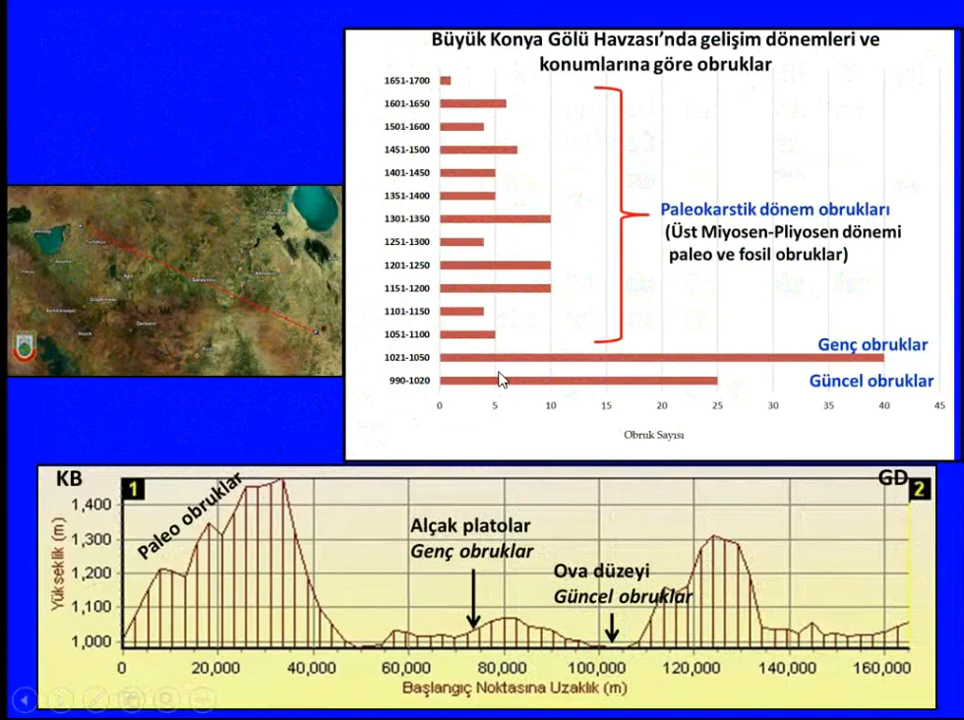 Büyük Konya Gölü Havzası'nda gelişim dönemleri ve
konumlarına göre obruklar
1651-1700
1601-1650
1501-1600
1451-1500
1401-1450
1351-1400
1301-1350
1251-1300
1201-1250
1151-1200
1101-1150
1051-1100
1021-1050
990-1020
Paleokarstik dönem obrukları
(Üst Miyosen-Pliyosen dönemi
paleo ve fosil obruklar)
Genç obruklar
Güncel obruklar
0 5 10 15 20 25 30 35 40 45
Obruk Sayısı
KB
GD
1
2
Paleo obruklar
Alçak platolar
Genç obruklar
Ova düzeyi
Güncel obruklar
Yükseklik (m)
1,400
1,300
1,200
1,100
1,000
0 20,000 40,000 60,000 80,000 100,000 120,000 140,000 160,000
Başlangıç Noktasına Uzaklık (m)